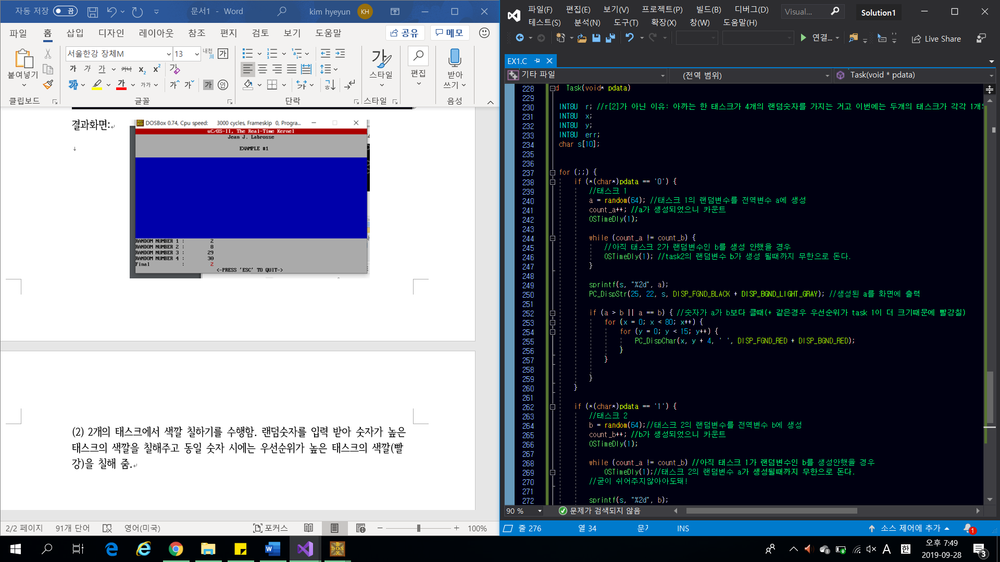 자동 저장 끔 문서1 - Word kim hyeyun KH
파일 홈 삽입 디자인 레이아웃 참조 편지 검토 보기 도움말 공유 메모
붙여넣기
클립보드
서울한강 장체M 13
글꼴
단락
스타일
스타일
편집
받아
쓰기
음성
결과화면:
DOSBox 0.74, Cpu speed: 3000 cycles, Frameskip 0, Progra...
uC/OS-II, The Real-Time Kernel
Jean J. Labrosse
EXAMPLE #1
RANDOM NUMBER 1 : 2
RANDOM NUMBER 2 : 8
RANDOM NUMBER 3 : 29
RANDOM NUMBER 4 : 30
Final : 2
<-PRESS 'ESC' TO QUIT->
(2) 2개의 태스크에서 색깔 칠하기를 수행함. 랜덤숫자를 입력 받아 숫자가 높은
태스크의 색깔을 칠해주고 동일 숫자 시에는 우선순위가 높은 태스크의 색깔(빨
강)을 칠해 줌.
2/2 페이지 91개 단어 영어(미국) 포커스 100%
파일(F) 편집(E) 보기(V) 프로젝트(P) 빌드(B) 디버그(D) Visual... Solution1
테스트(S) 분석(N) 도구(T) 확장(X) 창(W) 도움말(H)
연결... Live Share
EX1.C
기타 파일 (전역 범위) Task(void * pdata)
228 d Task(void* pdata)
229
230 INT8U r; //r[2]가 아닌 이유: 아까는 한 태스크가 4개의 랜덤숫자를 가지는 거고 이번에는 두개의 태스크가 각각 1개
231 INT8U x;
232 INT8U y;
233 INT8U err;
234 char s[10];
235
236
237 for (;;) {
238 if (*(char*)pdata == '0') {
239 //태스크 1
240 a = random(64); //태스크 1의 랜덤변수를 전역변수 a에 생성
241 count_a++; //a가 생성되었으니 카운트
242 OSTimeDly(1);
243
244 while (count_a != count_b) {
245 //아직 태스크 2가 랜덤변수인 b를 생성 안했을 경우
246 OSTimeDly(1); //task2의 랜덤변수 b가 생성 될때까지 무한으로 돈다.
247 }
248
249 sprintf(s, "%2d", a);
250 PC_DispStr(25, 22, s, DISP_FGND_BLACK + DISP_BGND_LIGHT_GRAY); //생성된 a를 화면에 출력
251
252 if (a > b || a == b) { //숫자가 a가 b보다 클때(+ 같은경우 우선순위가 task 1이 더 크기때문에 빨강칠)
253 for (x = 0; x < 80; x++) {
254 for (y = 0; y < 15; y++) {
255 PC_DispChar(x, y + 4, ' ', DISP_FGND_RED + DISP_BGND_RED);
256 }
257 }
258
259 }
260 }
261
262 if (*(char*)pdata == '1') {
263 //태스크 2
264 b = random(64);//태스크 2의 랜덤변수를 전역변수 b에 생성
265 count_b++; //b가 생성되었으니 카운트
266 OSTimeDly(1);
267
268 while (count_a != count_b) //아직 태스크 1가 랜덤변수인 b를 생성안했을 경우
269 OSTimeDly(1);//태스크 2의 랜덤변수 a가 생성될때까지 무한으로 돈다.
270 //굳이 쉬어주지않아아도돼!
271
272 sprintf(s, "%2d", b);
90 % 문제가 검색되지 않음
줄 276 열 34 INS 소스 제어에 추가 1
A 한 오후 7:49
2019-09-28 3